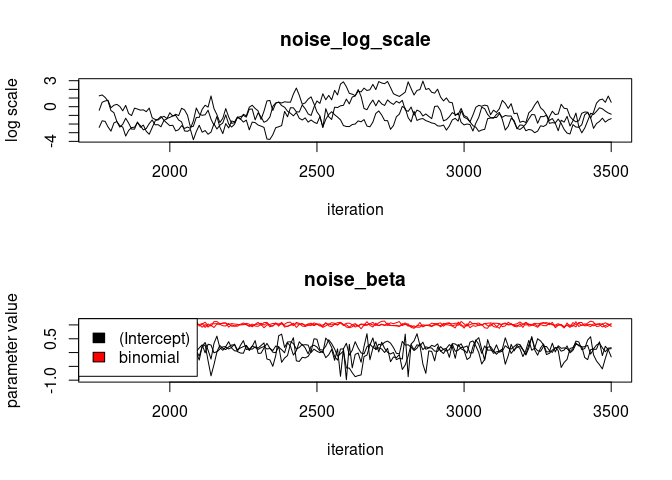 noise_log_scale
log scale
3
0
-4
2000 2500 3000 3500
iteration
noise_beta
parameter value
0.5
-1.0
(Intercept)
binomial
2000 2500 3000 3500
iteration